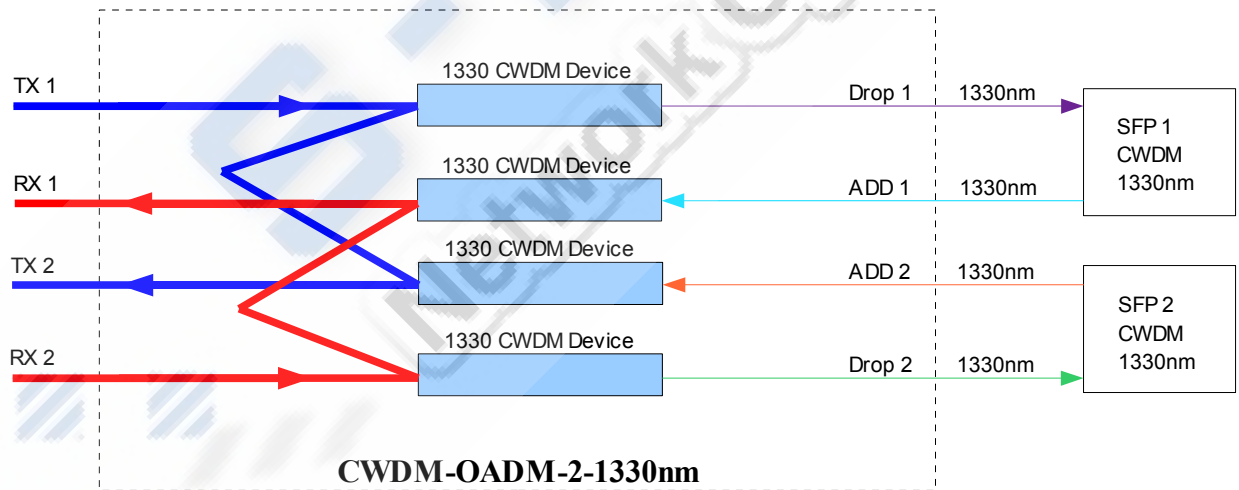 1330 CWDM Device
TX 1
Drop 1 1330nm
SFP 1
CWDM
1330nm
1330 CWDM Device
RX 1
ADD 1 1330nm
1330 CWDM Device
TX 2
ADD 2 1330nm
SFP 2
CWDM
1330nm
1330 CWDM Device
RX 2
Drop 2 1330nm
CWDM-OADM-2-1330nm
Network